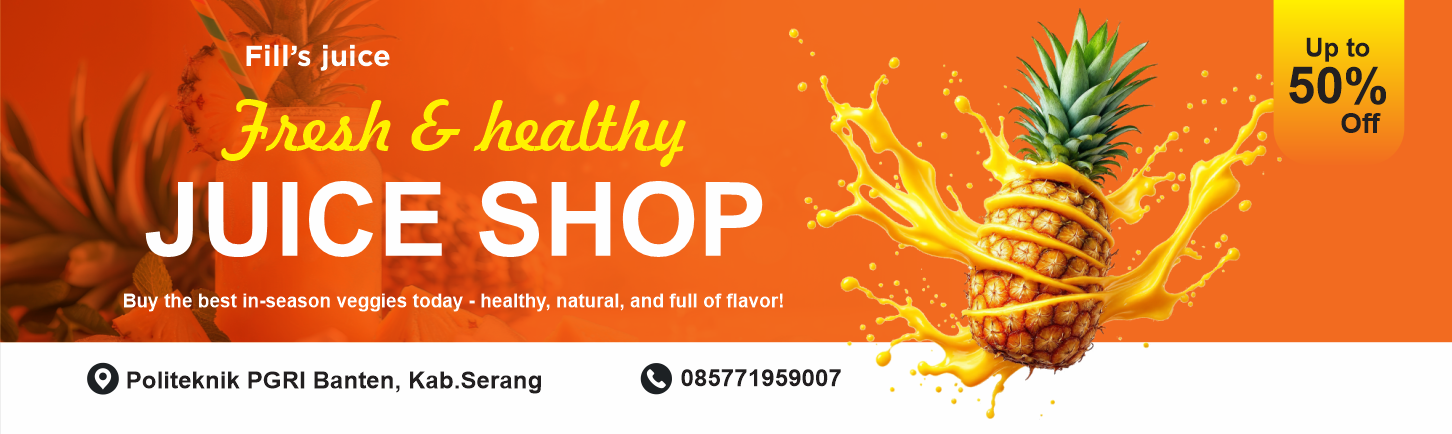 Fill's juice
Fresh & healthy
JUICE SHOP
Buy the best in-season veggies today - healthy, natural, and full of flavor!
Up to
50%
Off
Politeknik PGRI Banten, Kab.Serang
085771959007